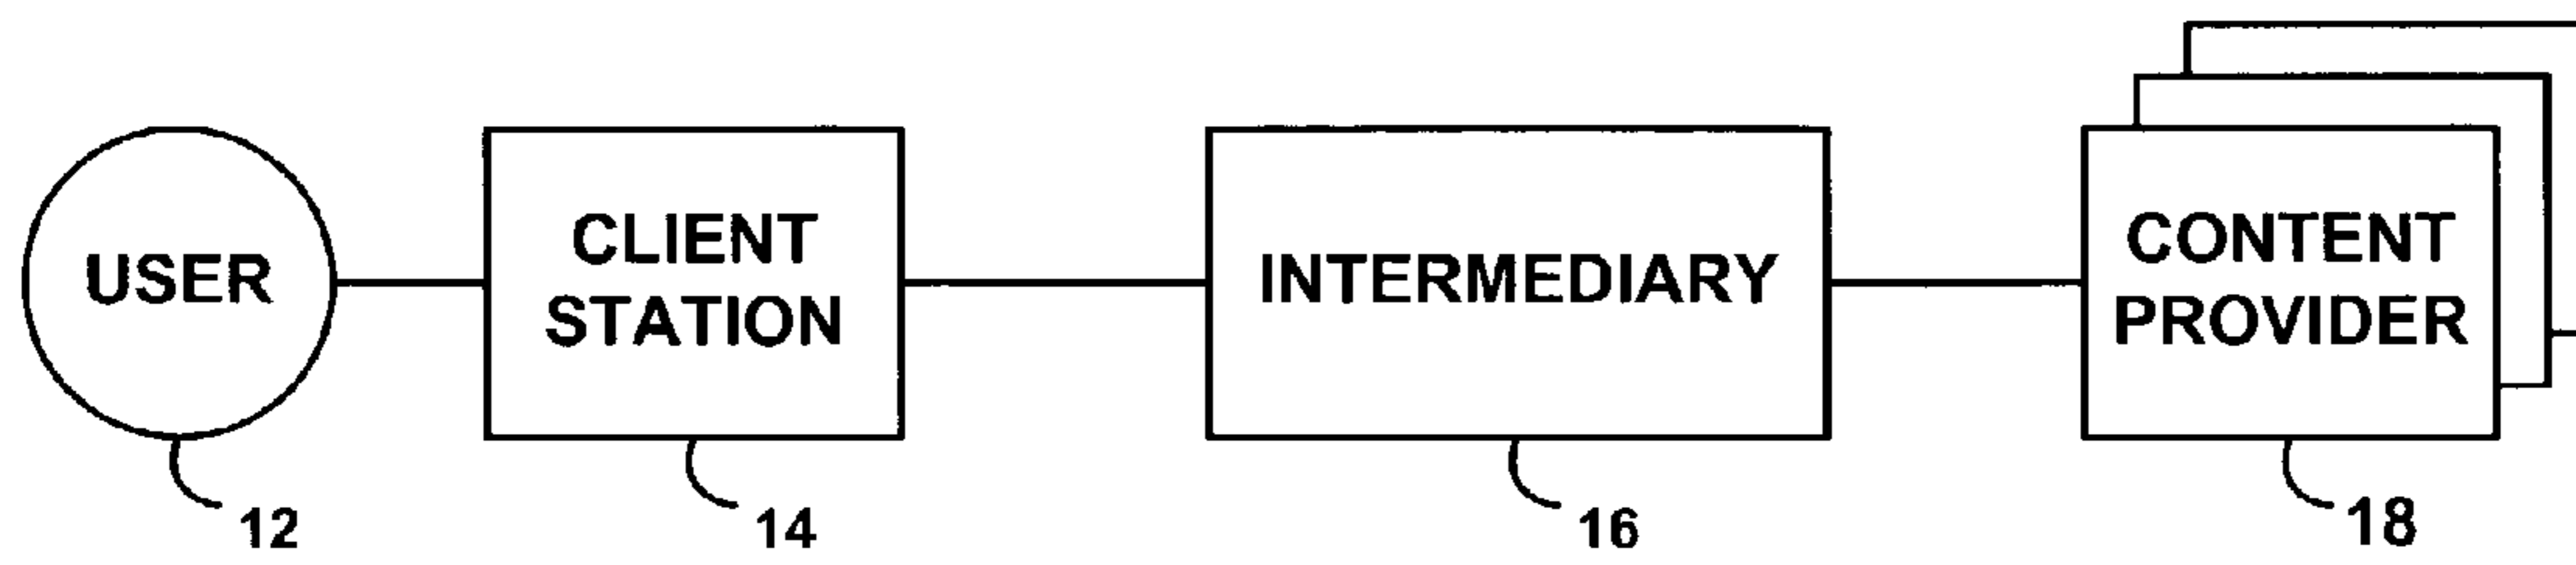 USER
CLIENT
STATION
INTERMEDIARY
CONTENT
PROVIDER
12
14
16
18